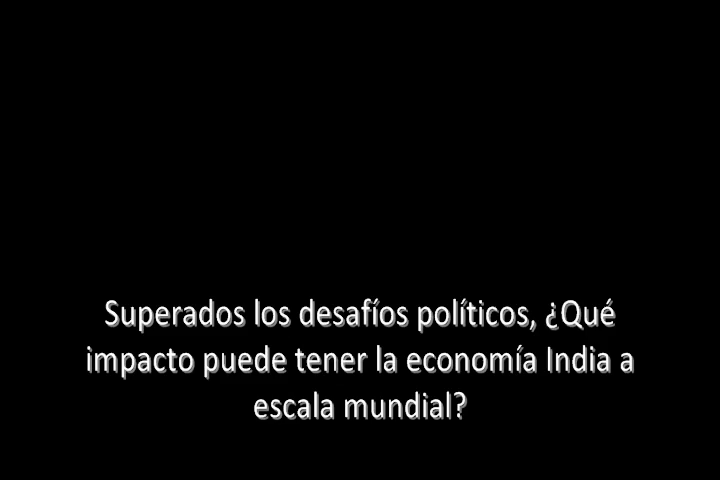 Superados los desafíos políticos, ¿Qué
impacto puede tener la economía India a
escala mundial?